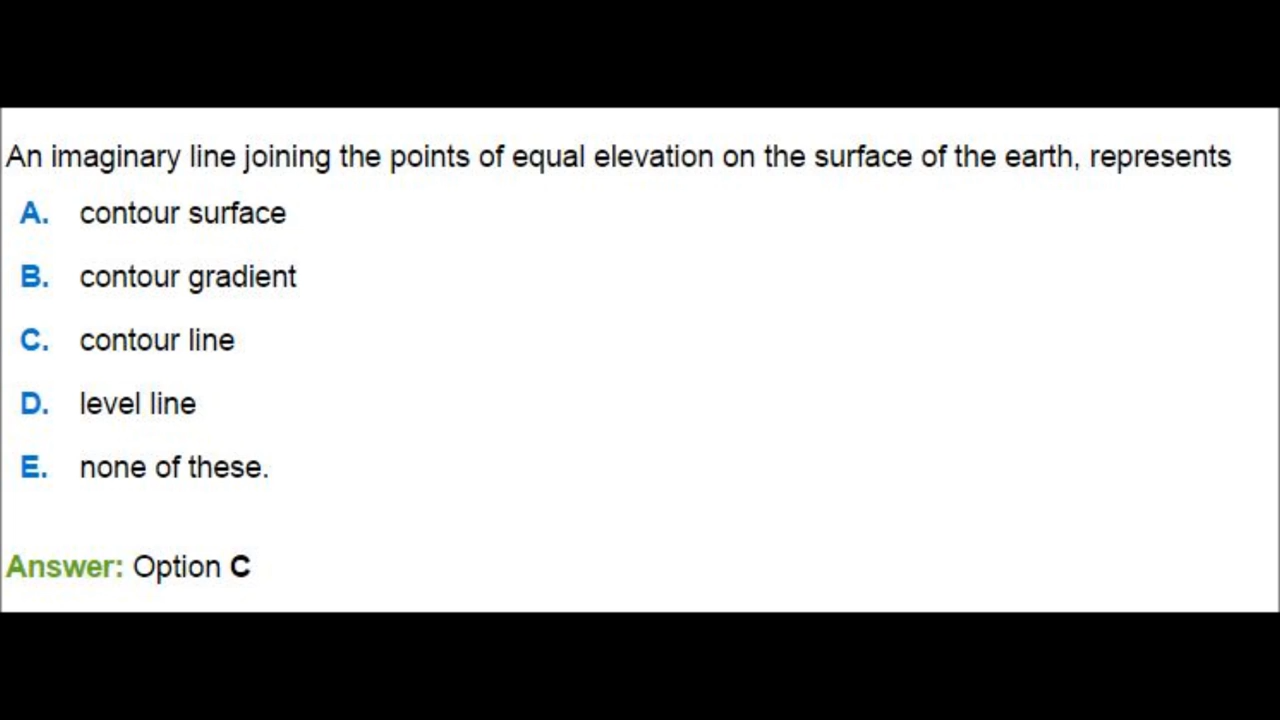 An imaginary line joining the points of equal elevation on the surface of the earth, represents
A. contour surface
B. contour gradient
C. contour line
D. level line
E. none of these.
Answer: Option C